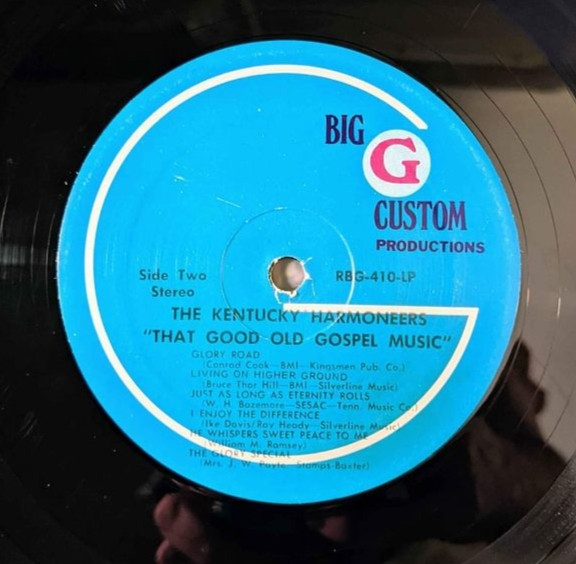 BIG
G
CUSTOM
PRODUCTIONS
Side Two
Stereo
RBG-410-LP
THE KENTUCKY HARMONEERS
"THAT GOOD OLD GOSPEL MUSIC"
GLORY ROAD
(Conrad Cook—BMI—Kingsmen Pub. Co.)
LIVING ON HIGHER GROUND
(Bruce Thor Hill—BMI—Silverline Music)
JUST AS LONG AS ETERNITY ROLLS
(W. H. Bozemore—SESAC—Tenn. Music Co.)
I ENJOY THE DIFFERENCE
(Ike Davis/Ray Heady—Silverline Music)
HE WHISPERS SWEET PEACE TO ME
(William M. Ramsey)
THE GLORY SPECIAL
(Mrs. J. W. Stamps-Baxter)